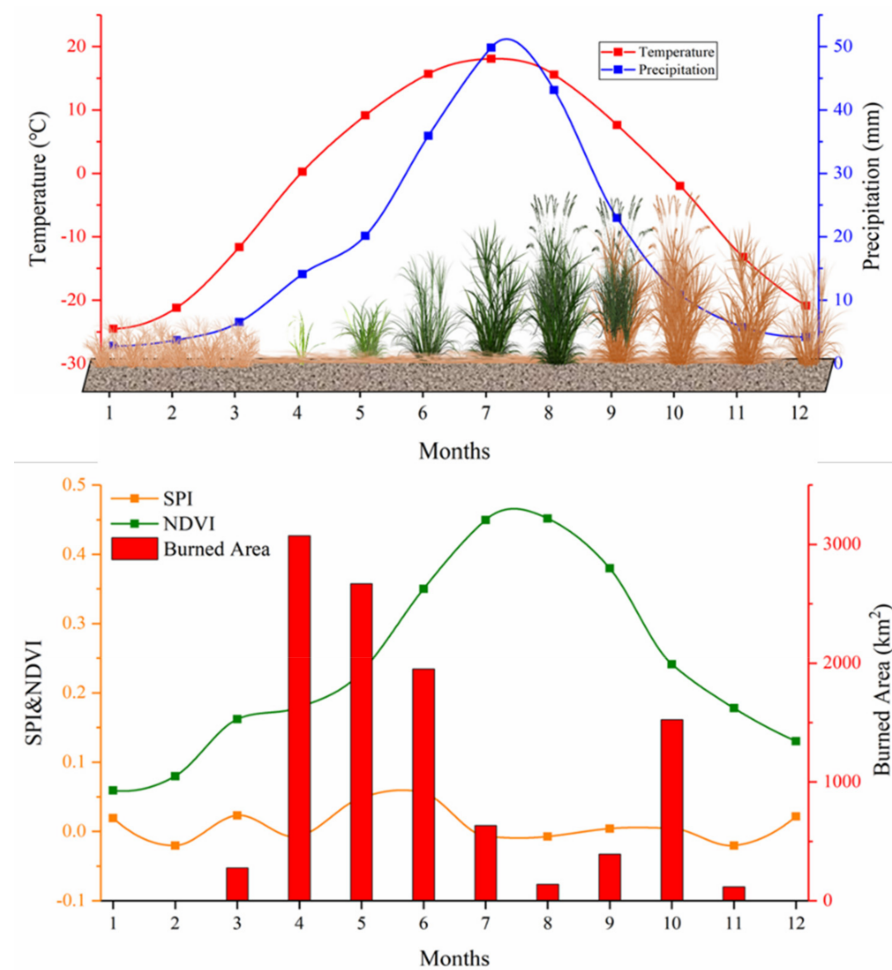 Temperature (℃)
20
10
0
-10
-20
-30
Temperature
Precipitation
50
40
30
20
10
0
Precipitation (mm)
1 2 3 4 5 6 7 8 9 10 11 12
Months
SPI&NDVI
0.5
0.4
0.3
0.2
0.1
0.0
-0.1
SPI
NDVI
Burned Area
3000
2000
1000
0
Burned Area (km²)
1 2 3 4 5 6 7 8 9 10 11 12
Months